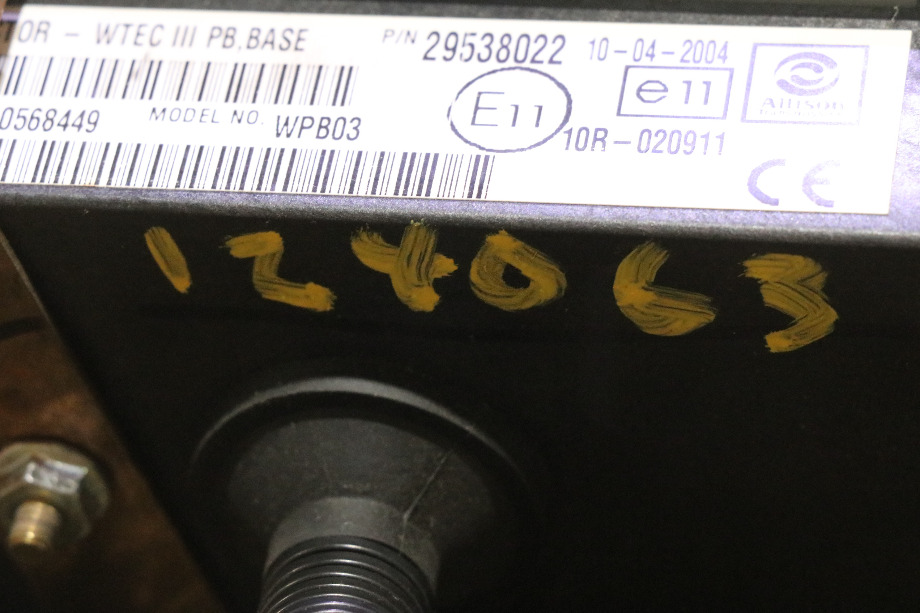 OR - WTEC III PB, BASE
P/N 29538022 10-04-2004
0568449 MODEL NO. WPB03
E11 e11 Allison
10R-020911
CE
124063